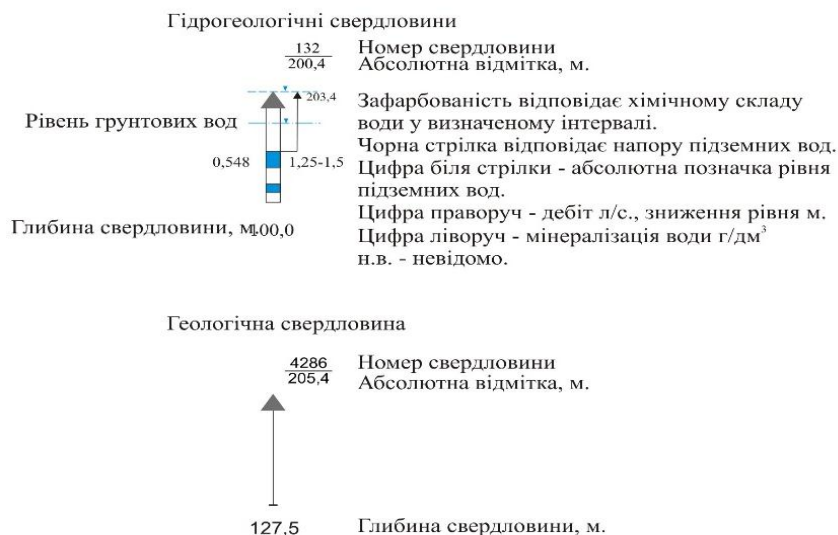 Гідрогеологічні свердловини
132 Номер свердловини
200,4 Абсолютна відмітка, м.
203,4 Зафарбованість відповідає хімічному складу
Рівень грунтових вод води у визначеному інтервалі.
Чорна стрілка відповідає напору підземних вод.
0,548 1,25-1,5 Цифра біля стрілки - абсолютна позначка рівня
підземних вод.
Цифра праворуч - дебіт л/с., зниження рівня м.
Глибина свердловини, м. 400,0 Цифра ліворуч - мінералізація води г/дм³
н.в. - невідомо.
Геологічна свердловина
4286 Номер свердловини
205,4 Абсолютна відмітка, м.
127,5 Глибина свердловини, м.